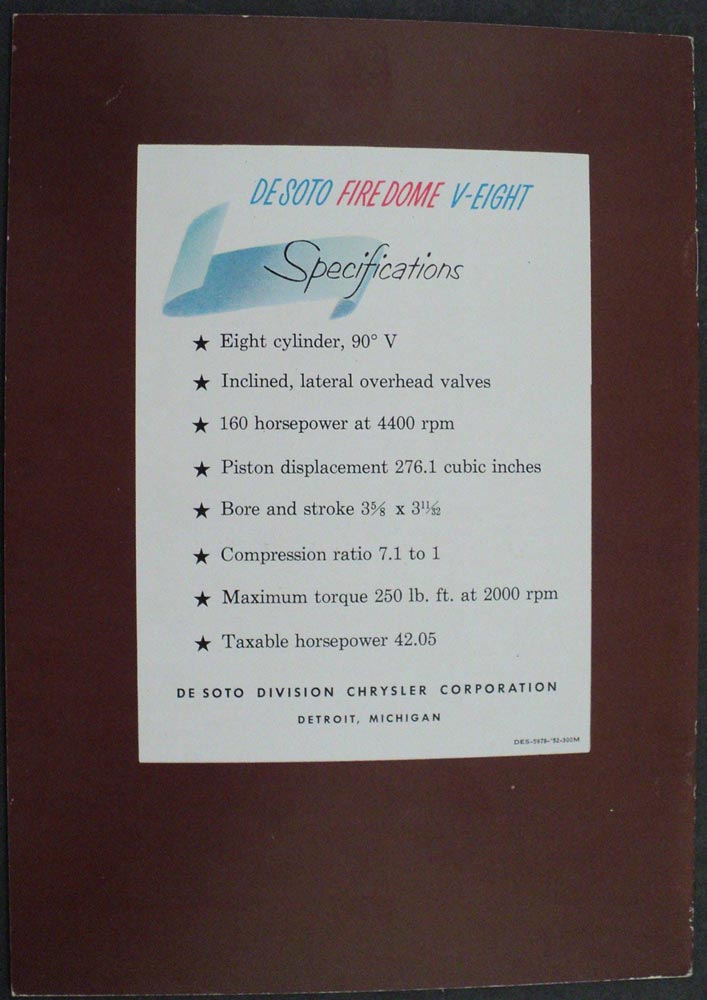 DE SOTO FIREDOME V-EIGHT
Specifications
★ Eight cylinder, 90° V
★ Inclined, lateral overhead valves
★ 160 horsepower at 4400 rpm
★ Piston displacement 276.1 cubic inches
★ Bore and stroke 3⅝ x 3 11/32
★ Compression ratio 7.1 to 1
★ Maximum torque 250 lb. ft. at 2000 rpm
★ Taxable horsepower 42.05
DE SOTO DIVISION CHRYSLER CORPORATION
DETROIT, MICHIGAN